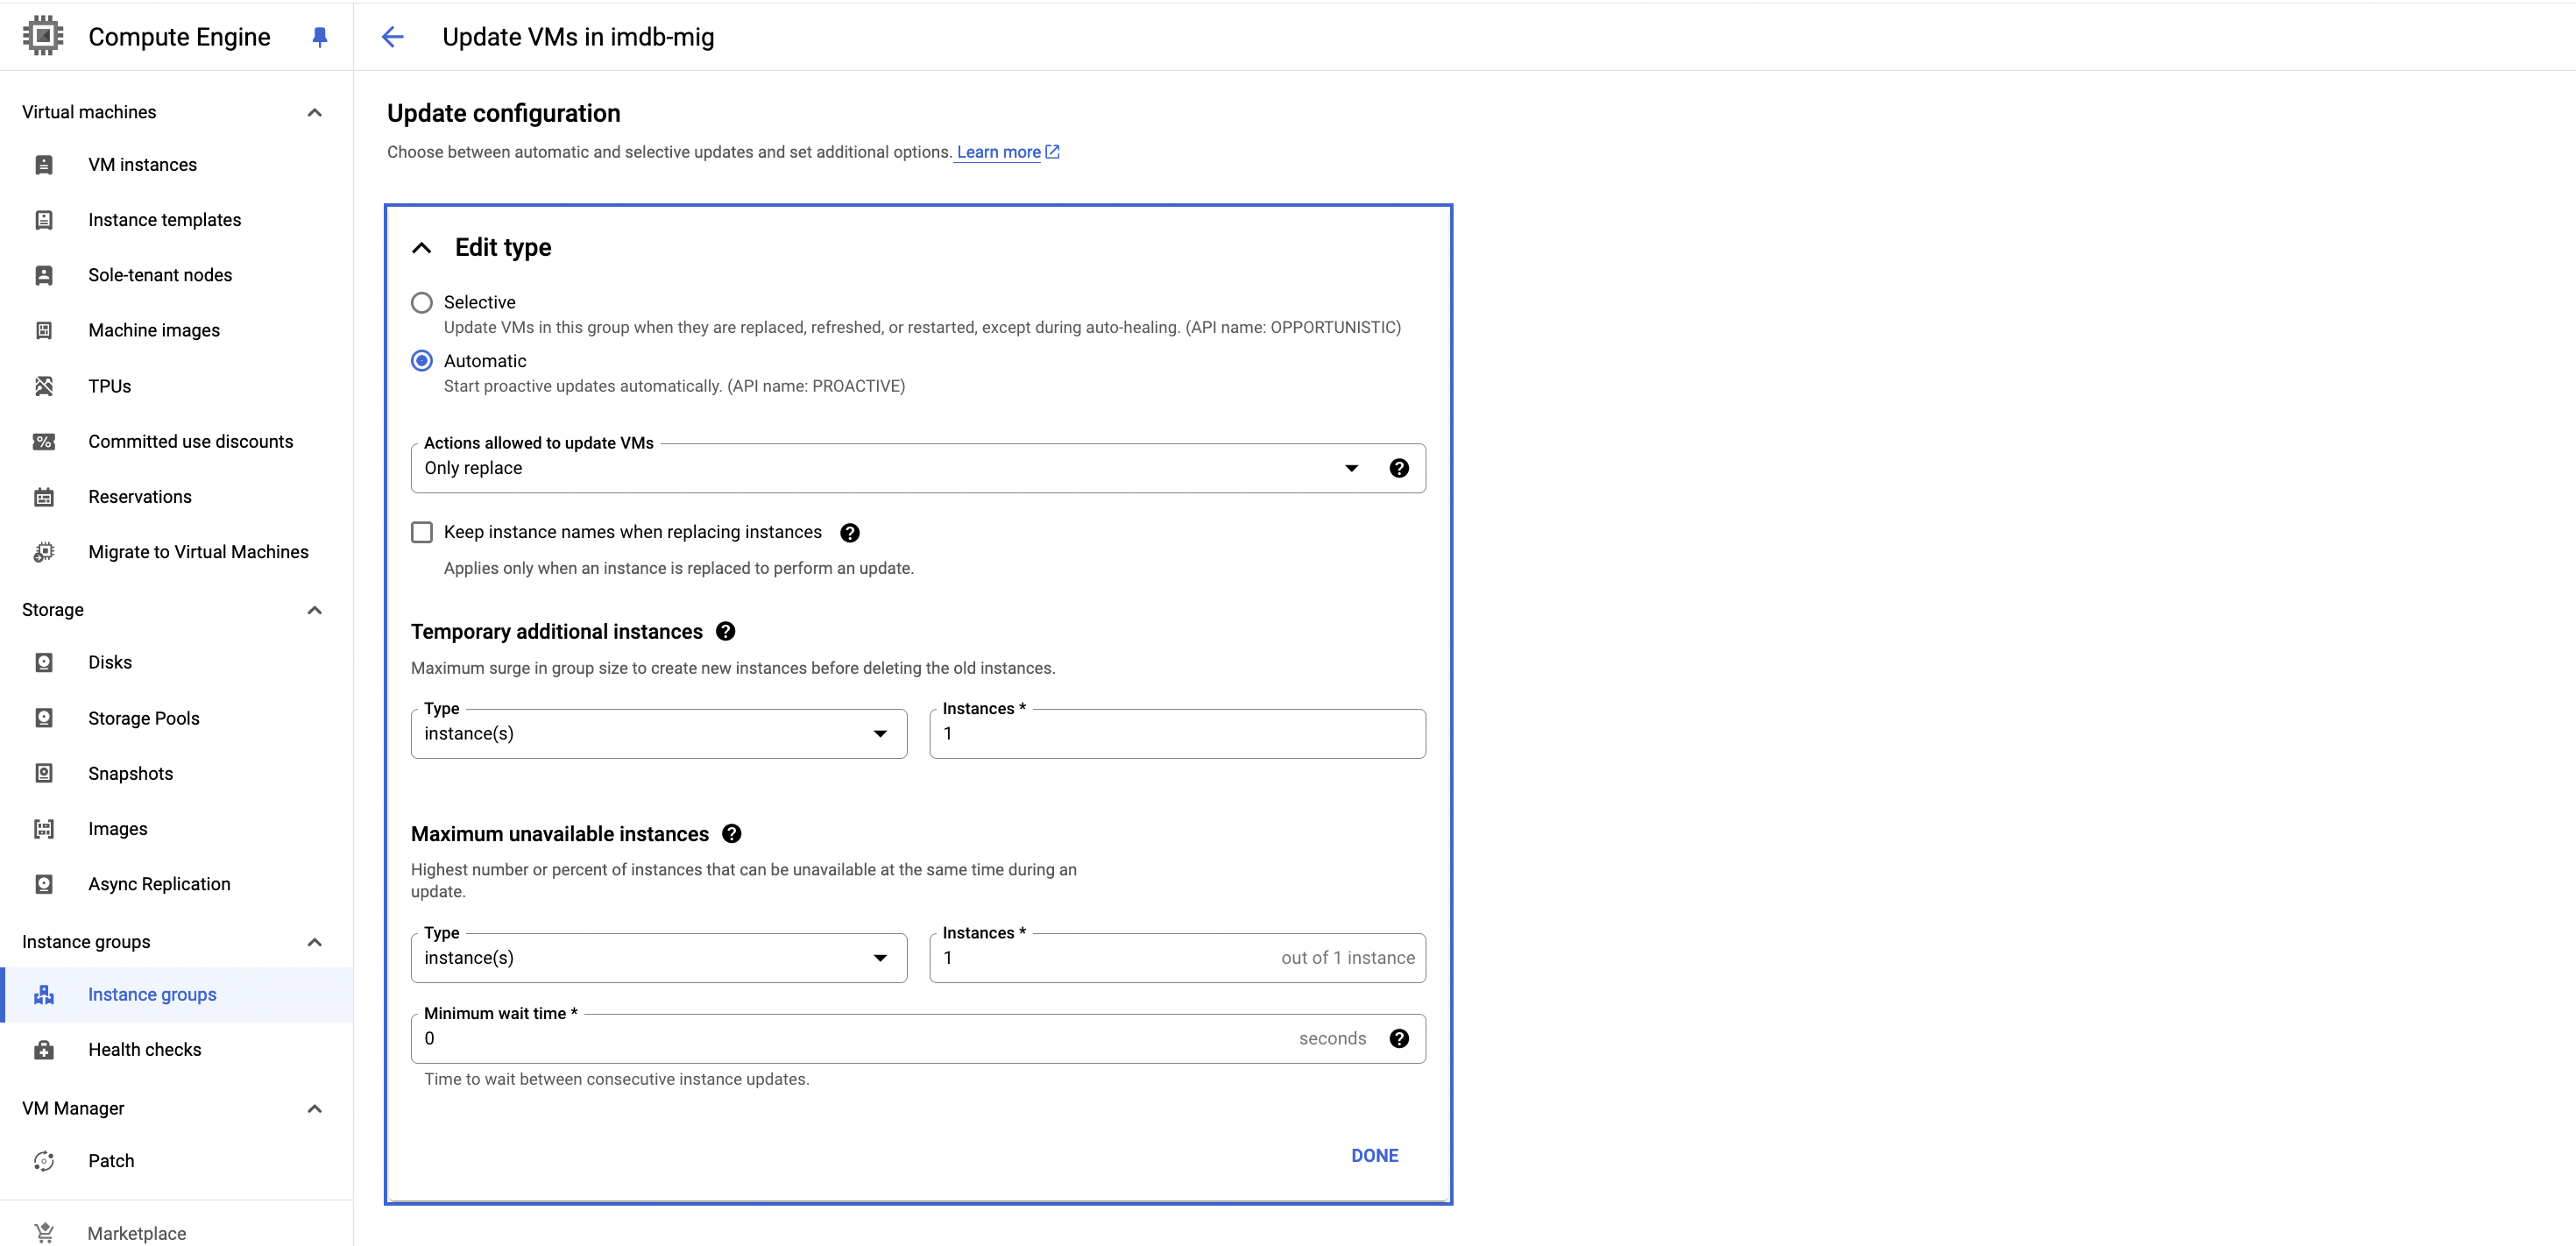 Compute Engine
Update VMs in imdb-mig
Virtual machines
VM instances
Instance templates
Sole-tenant nodes
Machine images
TPUs
Committed use discounts
Reservations
Migrate to Virtual Machines
Storage
Disks
Storage Pools
Snapshots
Images
Async Replication
Instance groups
Instance groups
Health checks
VM Manager
Patch
Marketplace
Update configuration
Choose between automatic and selective updates and set additional options. Learn more
Edit type
Selective
Update VMs in this group when they are replaced, refreshed, or restarted, except during auto-healing. (API name: OPPORTUNISTIC)
Automatic
Start proactive updates automatically. (API name: PROACTIVE)
Actions allowed to update VMs
Only replace
Keep instance names when replacing instances
Applies only when an instance is replaced to perform an update.
Temporary additional instances
Maximum surge in group size to create new instances before deleting the old instances.
Type
instance(s)
Instances *
1
Maximum unavailable instances
Highest number or percent of instances that can be unavailable at the same time during an
update.
Type
instance(s)
Instances *
1 out of 1 instance
Minimum wait time *
0 seconds
Time to wait between consecutive instance updates.
DONE